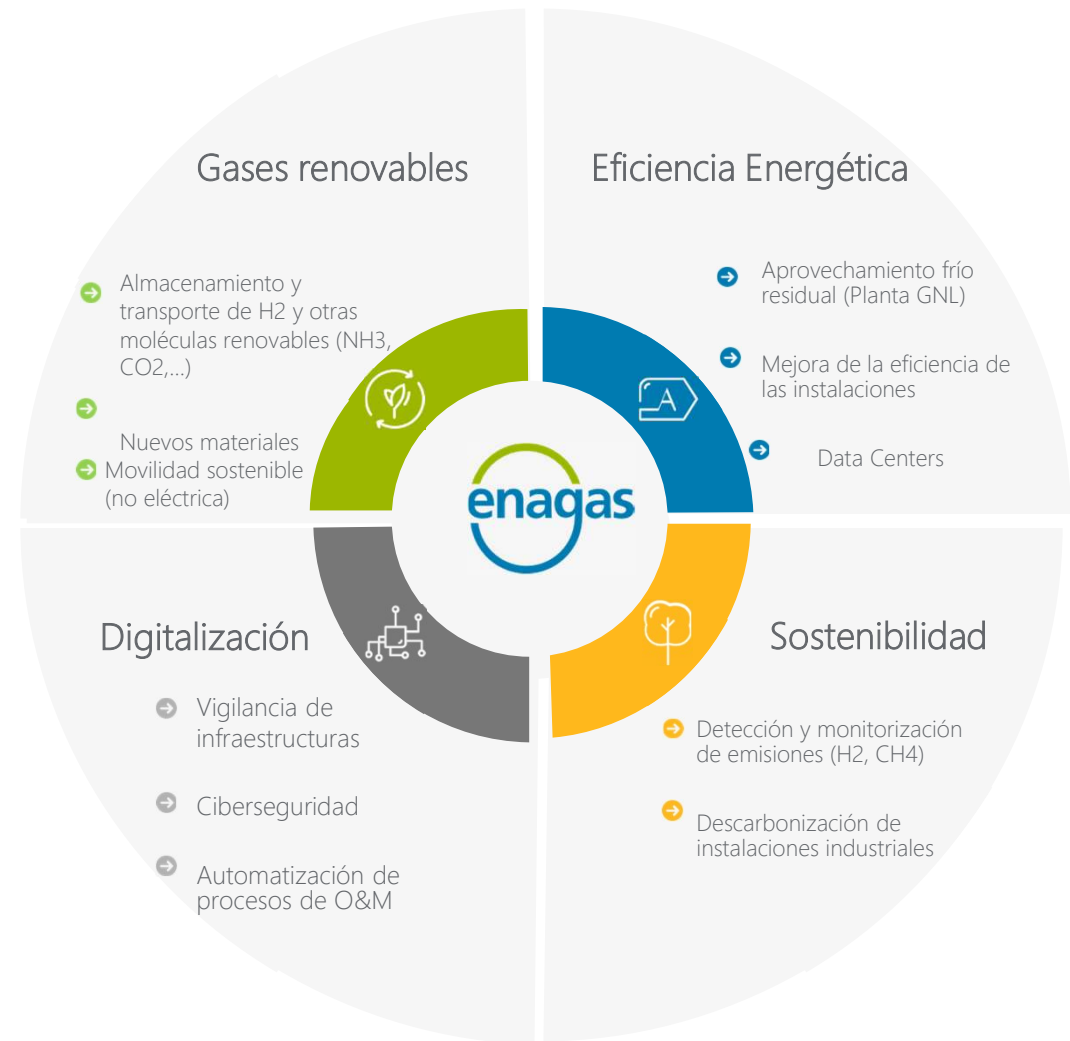 Gases renovables
Almacenamiento y
transporte de H2 y otras
moléculas renovables (NH3,
CO2,...)
Nuevos materiales
Movilidad sostenible
(no eléctrica)
Eficiencia Energética
Aprovechamiento frío
residual (Planta GNL)
Mejora de la eficiencia de
las instalaciones
Data Centers
A
enagas
Digitalización
Vigilancia de
infraestructuras
Ciberseguridad
Automatización de
procesos de O&M
Sostenibilidad
Detección y monitorización
de emisiones (H2, CH4)
Descarbonización de
instalaciones industriales